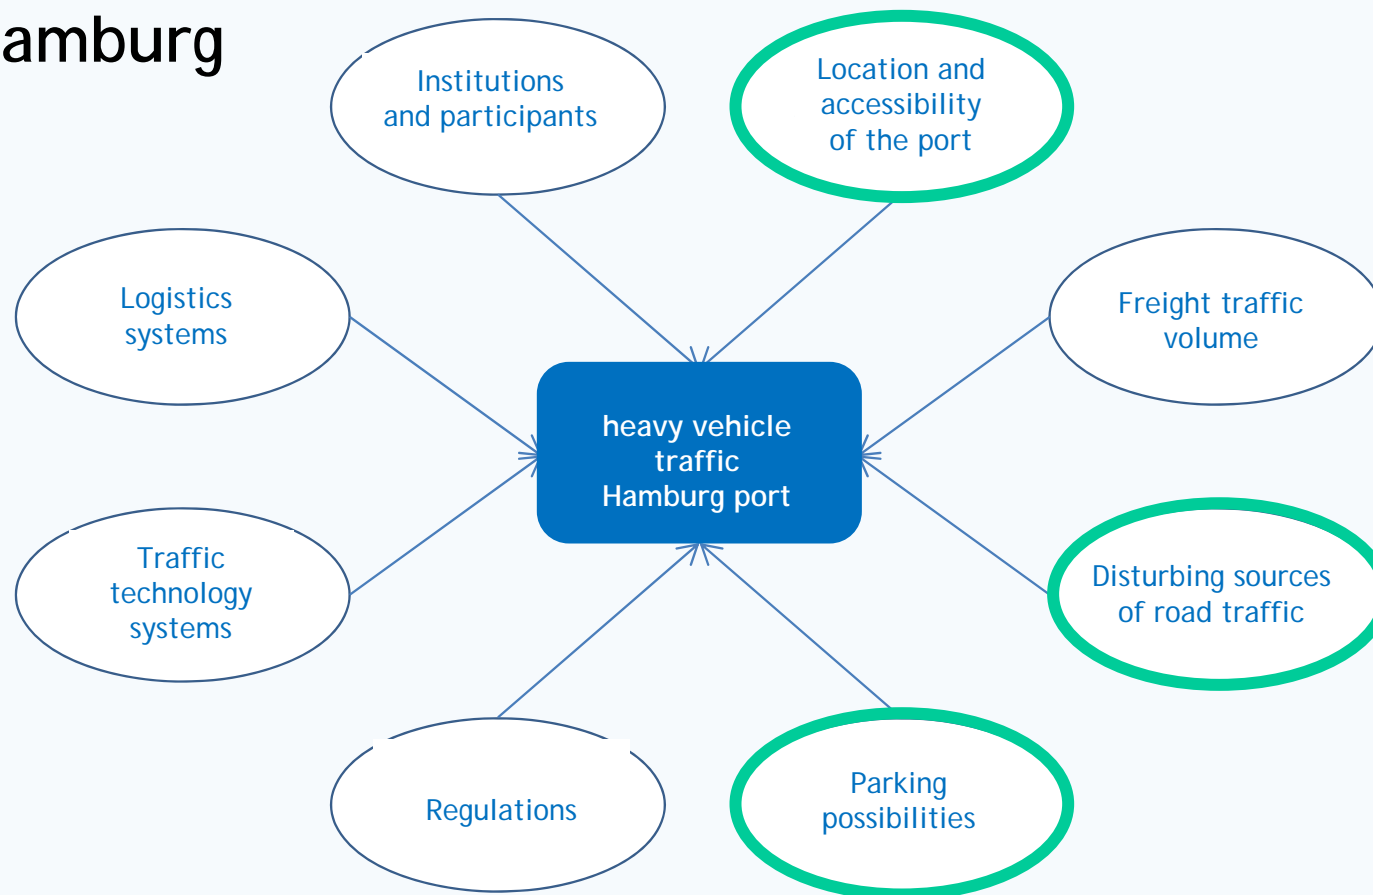 amburg
Institutions
and participants
Location and
accessibility
of the port
Logistics
systems
Freight traffic
volume
heavy vehicle
traffic
Hamburg port
Traffic
technology
systems
Disturbing sources
of road traffic
Regulations
Parking
possibilities